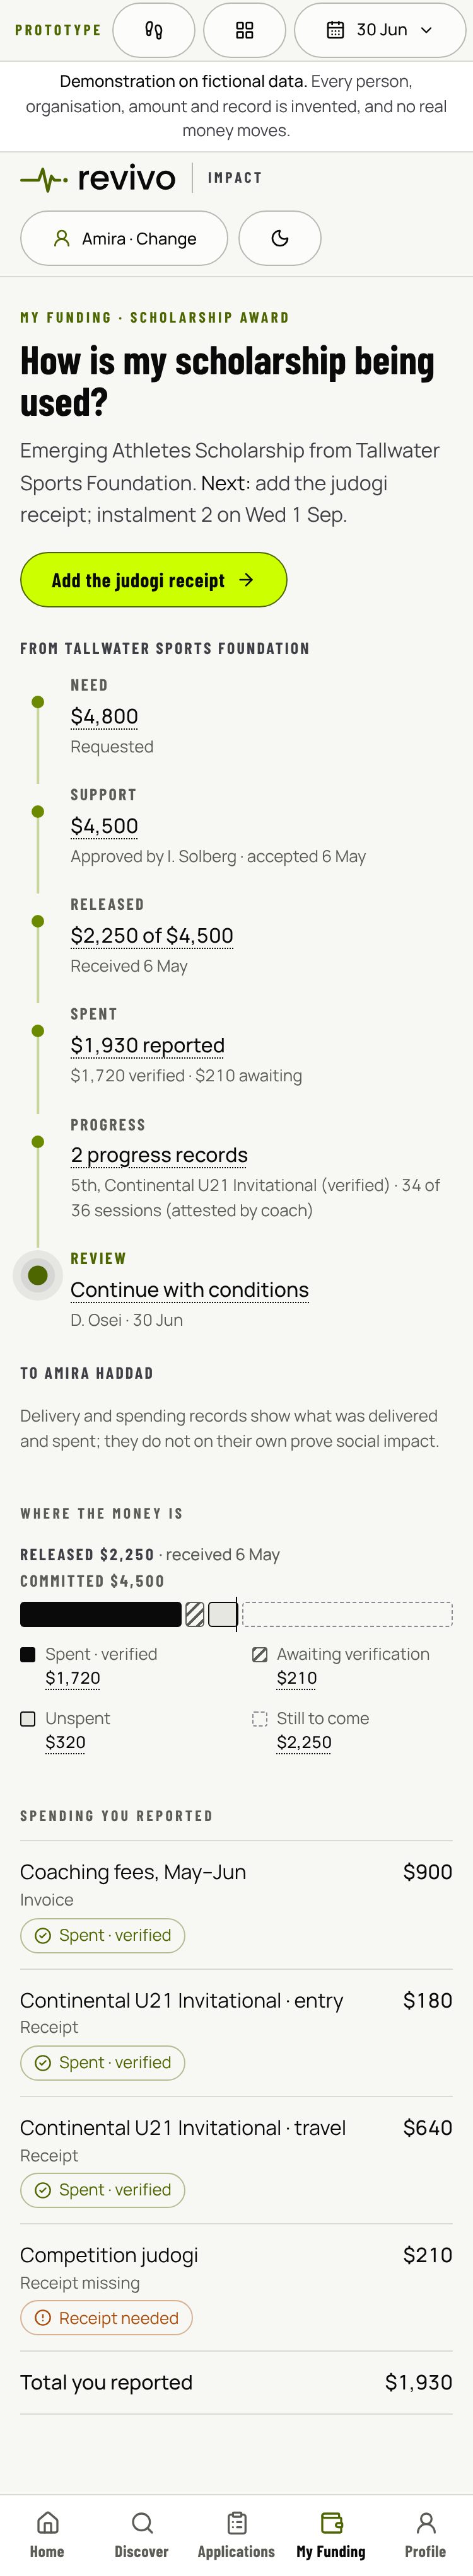 PROTOTYPE
30 Jun
Demonstration on fictional data. Every person,
organisation, amount and record is invented, and no real
money moves.
revivo
IMPACT
Amira · Change
MY FUNDING · SCHOLARSHIP AWARD
How is my scholarship being
used?
Emerging Athletes Scholarship from Tallwater
Sports Foundation. Next: add the judogi
receipt; instalment 2 on Wed 1 Sep.
Add the judogi receipt
FROM TALLWATER SPORTS FOUNDATION
NEED
$4,800
Requested
SUPPORT
$4,500
Approved by I. Solberg · accepted 6 May
RELEASED
$2,250 of $4,500
Received 6 May
SPENT
$1,930 reported
$1,720 verified · $210 awaiting
PROGRESS
2 progress records
5th, Continental U21 Invitational (verified) · 34 of
36 sessions (attested by coach)
REVIEW
Continue with conditions
D. Osei · 30 Jun
TO AMIRA HADDAD
Delivery and spending records show what was delivered
and spent; they do not on their own prove social impact.
WHERE THE MONEY IS
RELEASED $2,250 · received 6 May
COMMITTED $4,500
Spent · verified
$1,720
Awaiting verification
$210
Unspent
$320
Still to come
$2,250
SPENDING YOU REPORTED
Coaching fees, May–Jun $900
Invoice
Spent · verified
Continental U21 Invitational · entry $180
Receipt
Spent · verified
Continental U21 Invitational · travel $640
Receipt
Spent · verified
Competition judogi $210
Receipt missing
Receipt needed
Total you reported $1,930
Home Discover Applications My Funding Profile